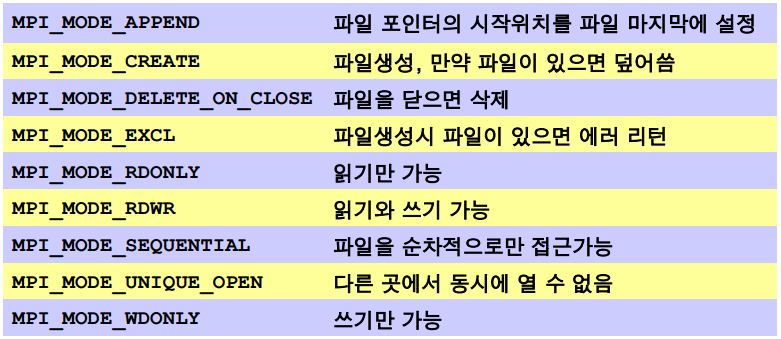 MPI_MODE_APPEND 파일 포인터의 시작위치를 파일 마지막에 설정
MPI_MODE_CREATE 파일생성, 만약 파일이 있으면 덮어씀
MPI_MODE_DELETE_ON_CLOSE 파일을 닫으면 삭제
MPI_MODE_EXCL 파일생성시 파일이 있으면 에러 리턴
MPI_MODE_RDONLY 읽기만 가능
MPI_MODE_RDWR 읽기와 쓰기 가능
MPI_MODE_SEQUENTIAL 파일을 순차적으로만 접근가능
MPI_MODE_UNIQUE_OPEN 다른 곳에서 동시에 열 수 없음
MPI_MODE_WDONLY 쓰기만 가능